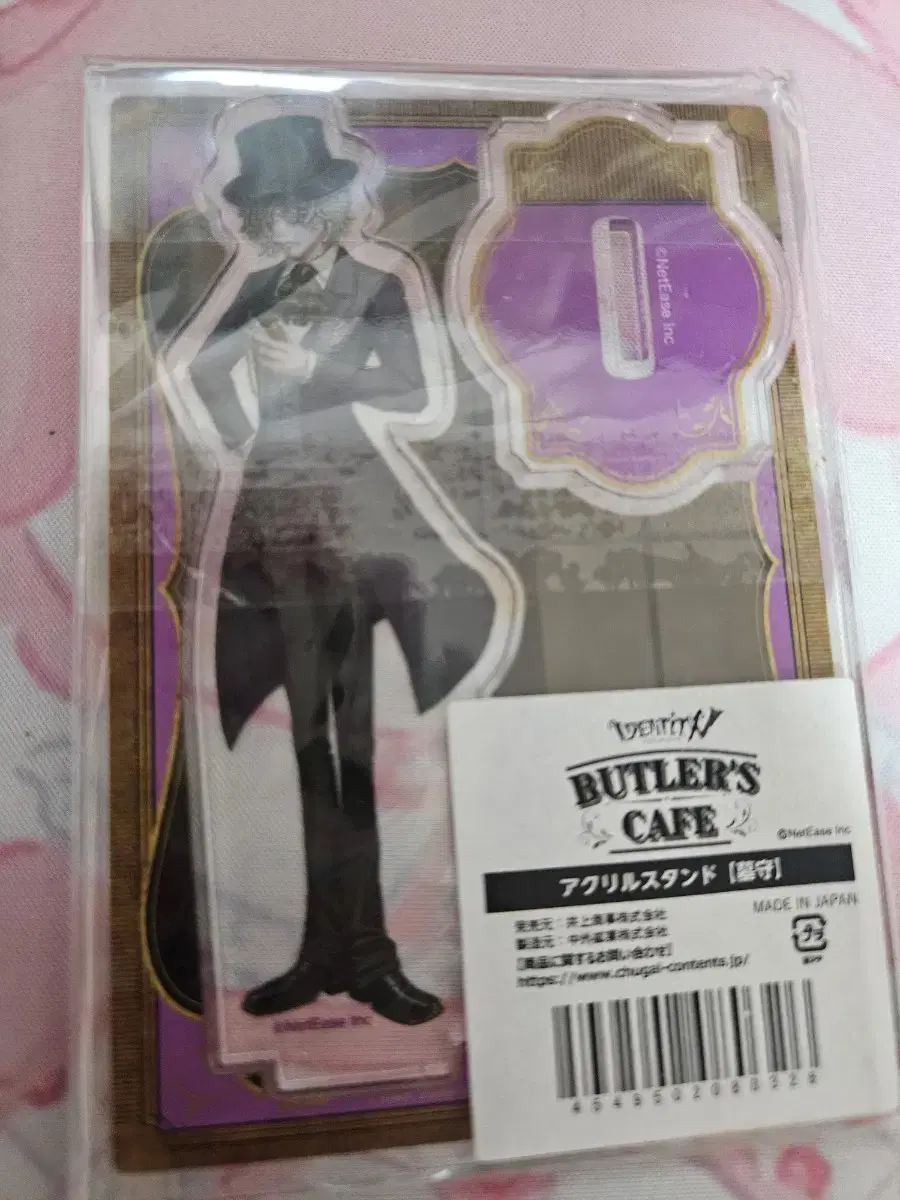 ©NetEase Inc
IDENTITY V
BUTLER'S
CAFE
©NetEase Inc
アクリルスタンド【墓守】
MADE IN JAPAN
発売元：井上商事株式会社
製造元：中外鉱業株式会社
【商品に関するお問い合わせ】
https://www.chugai-contents.jp/
プラ
©NetEase Inc